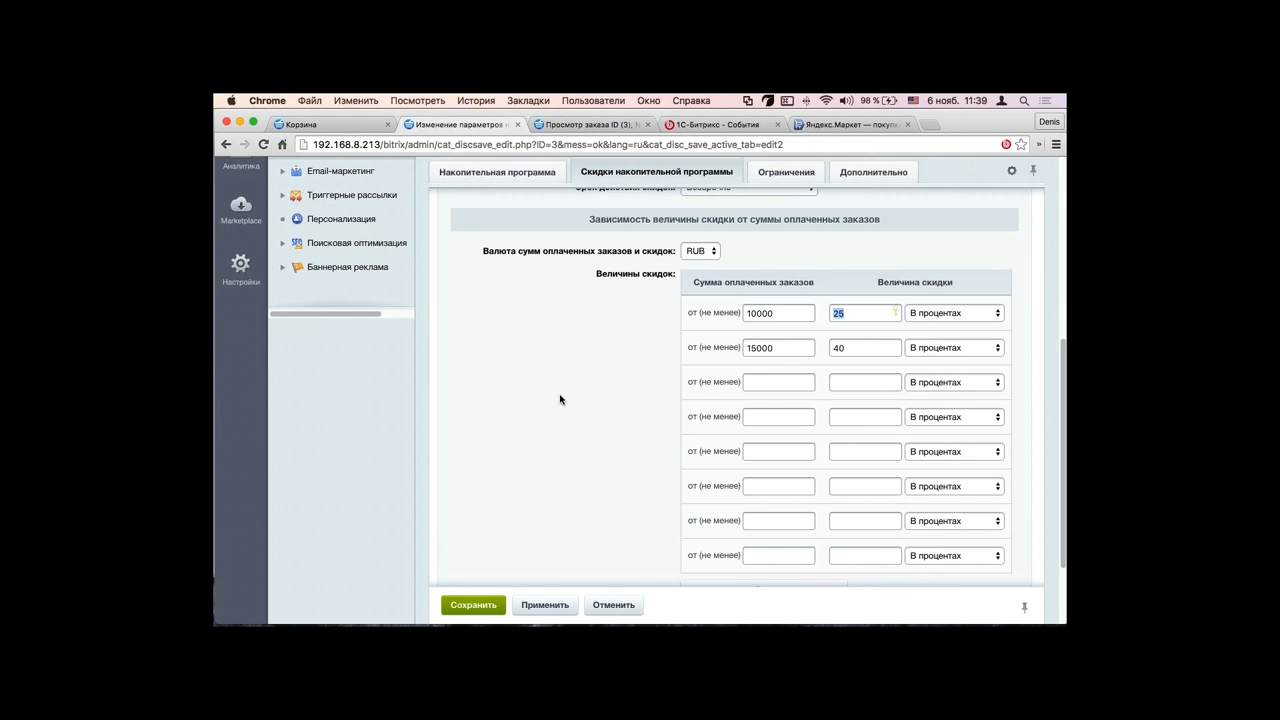 Chrome Файл Изменить Посмотреть История Закладки Пользователи Окно Справка 98 % 6 нояб. 11:39
Корзина Изменение параметров Просмотр заказа ID (3), 1С-Битрикс - События Яндекс.Маркет — покупк Denis
192.168.8.213/bitrix/admin/cat_discsave_edit.php?ID=3&mess=ok&lang=ru&cat_disc_save_active_tab=edit2
Аналитика
Marketplace
Настройки
Email-маркетинг
Триггерные рассылки
Персонализация
Поисковая оптимизация
Баннерная реклама
Накопительная программа Скидки накопительной программы Ограничения Дополнительно
Зависимость величины скидки от суммы оплаченных заказов
Валюта сумм оплаченных заказов и скидок: RUB
Величины скидок:
Сумма оплаченных заказов Величина скидки
от (не менее) 10000 25 В процентах
от (не менее) 15000 40 В процентах
от (не менее) В процентах
от (не менее) В процентах
от (не менее) В процентах
от (не менее) В процентах
от (не менее) В процентах
от (не менее) В процентах
Сохранить Применить Отменить